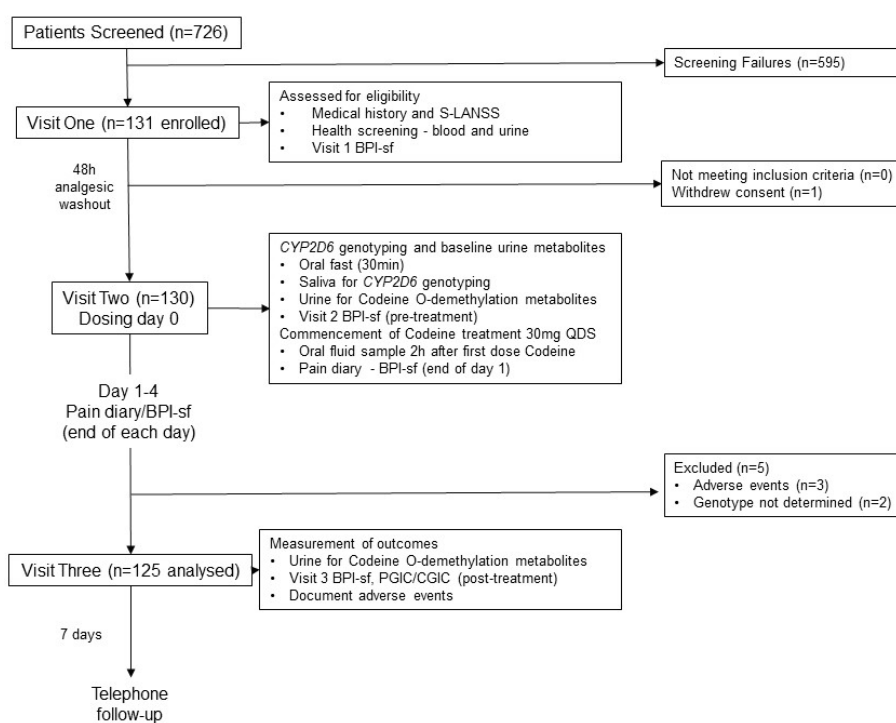 Patients Screened (n=726)
Screening Failures (n=595)
Assessed for eligibility
• Medical history and S-LANSS
• Health screening - blood and urine
• Visit 1 BPI-sf
Visit One (n=131 enrolled)
48h
analgesic
washout
Not meeting inclusion criteria (n=0)
Withdrew consent (n=1)
CYP2D6 genotyping and baseline urine metabolites
• Oral fast (30min)
• Saliva for CYP2D6 genotyping
• Urine for Codeine O-demethylation metabolites
• Visit 2 BPI-sf (pre-treatment)
Commencement of Codeine treatment 30mg QDS
• Oral fluid sample 2h after first dose Codeine
• Pain diary - BPI-sf (end of day 1)
Visit Two (n=130)
Dosing day 0
Day 1-4
Pain diary/BPI-sf
(end of each day)
Excluded (n=5)
• Adverse events (n=3)
• Genotype not determined (n=2)
Visit Three (n=125 analysed)
Measurement of outcomes
• Urine for Codeine O-demethylation metabolites
• Visit 3 BPI-sf, PGIC/CGIC (post-treatment)
• Document adverse events
7 days
Telephone
follow-up